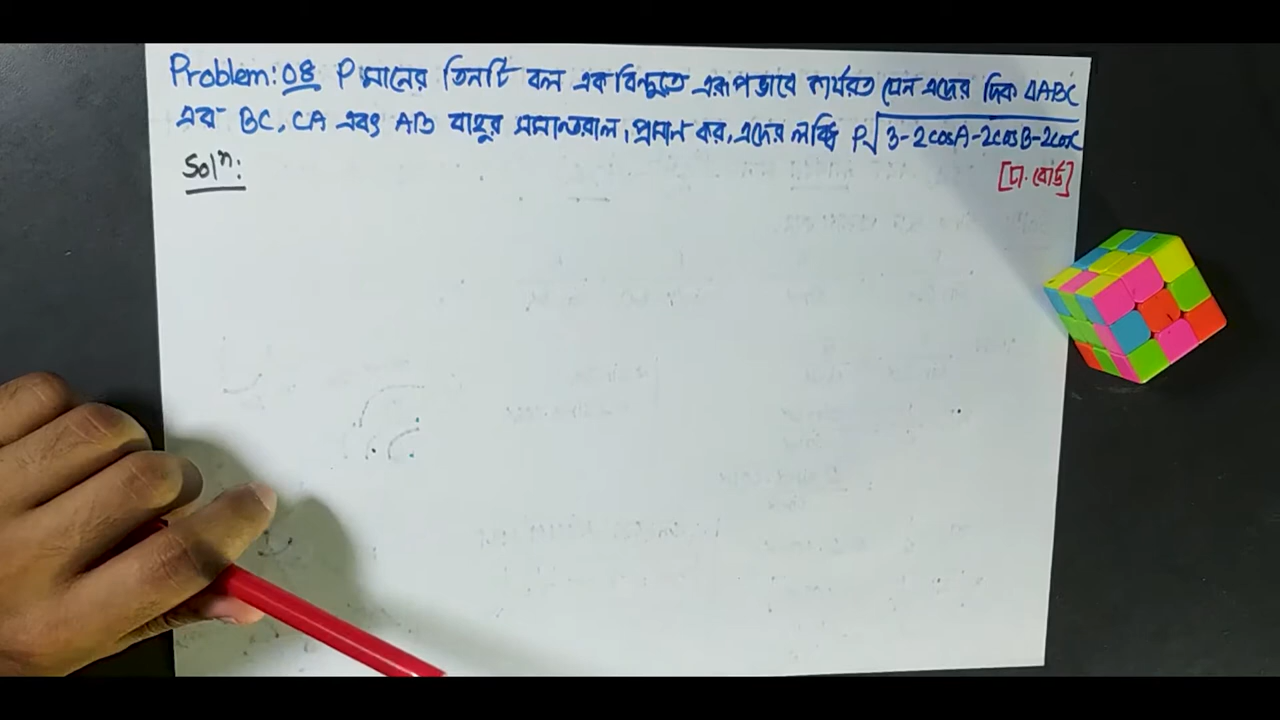 Problem: 08 P মানের তিনটি বল এক বিন্দুতে এরূপভাবে কার্যরত যেন এদের দিক ΔABC
এর BC, CA এবং AB বাহুর সমান্তরাল। প্রমাণ কর, এদের লব্ধি P√3-2cosA-2cosB-2cosC
[ঢা. বোর্ড]
Solⁿ: